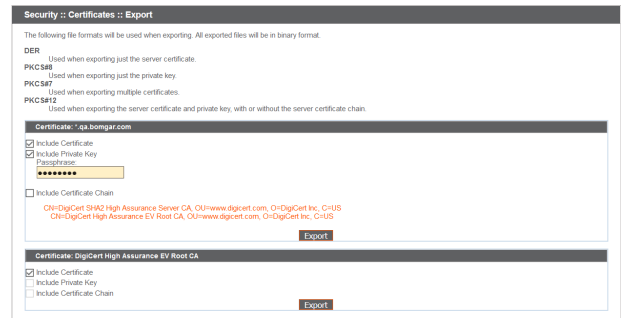 Security :: Certificates :: Export
The following file formats will be used when exporting. All exported files will be in binary format.
DER
Used when exporting just the server certificate.
PKCS#8
Used when exporting just the private key.
PKCS#7
Used when exporting multiple certificates.
PKCS#12
Used when exporting the server certificate and private key, with or without the server certificate chain.
Certificate: *.qa.bomgar.com
Include Certificate
Include Private Key
Passphrase:
••••••••
Include Certificate Chain
CN=DigiCert SHA2 High Assurance Server CA, OU=www.digicert.com, O=DigiCert Inc, C=US
CN=DigiCert High Assurance EV Root CA, OU=www.digicert.com, O=DigiCert Inc, C=US
Export
Certificate: DigiCert High Assurance EV Root CA
Include Certificate
Include Private Key
Include Certificate Chain
Export